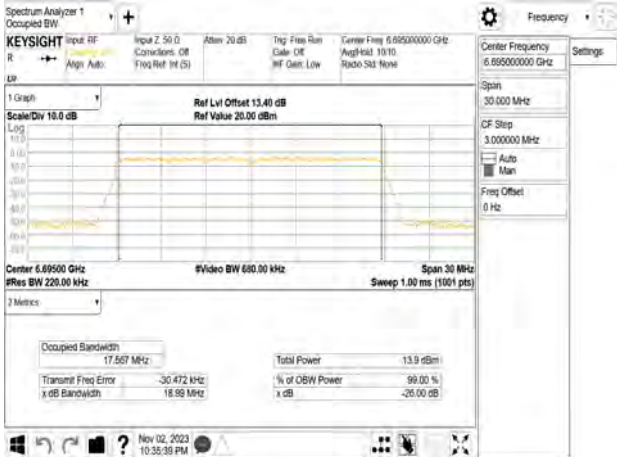 Spectrum Analyzer 1
Occupied BW
+
Frequency
KEYSIGHT
R
Input: RF
Align: Auto
Input Z: 50 Ω
Corrections: Off
Freq Ref: Int (S)
Atten: 20 dB
Trig: Free Run
Gate: Off
#IF Gain: Low
Center Freq: 6.695000000 GHz
Avg|Hold: 10/10
Radio Std: None
Center Frequency
6.695000000 GHz
Settings
Span
30.000 MHz
CF Step
3.000000 MHz
Auto
Man
Freq Offset
0 Hz
1 Graph
Scale/Div 10.0 dB
Ref Lvl Offset 13.40 dB
Ref Value 20.00 dBm
Log
10.0
0.00
Center 6.69500 GHz
#Res BW 220.00 kHz
#Video BW 680.00 kHz
Span 30 MHz
Sweep 1.00 ms (1001 pts)
2 Metrics
Occupied Bandwidth
17.567 MHz
Total Power
13.9 dBm
Transmit Freq Error
-30.472 kHz
% of OBW Power
99.00 %
x dB Bandwidth
18.99 MHz
x dB
-26.00 dB
?
Nov 02, 2023
10:35:39 PM